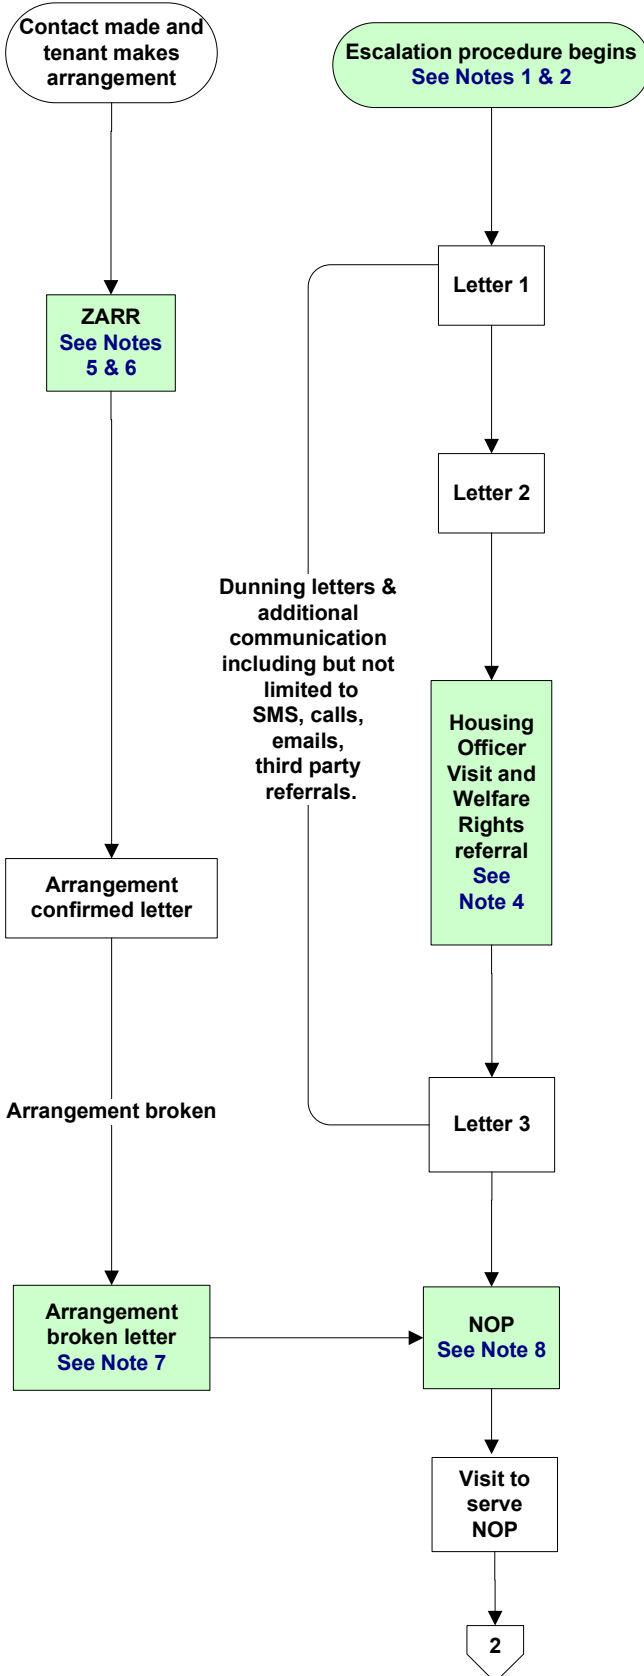 Contact made and
tenant makes
arrangement
Escalation procedure begins
See Notes 1 & 2
Letter 1
ZARR
See Notes
5 & 6
Letter 2
Dunning letters &
additional
communication
including but not
limited to
SMS, calls,
emails,
third party
referrals.
Housing
Officer
Visit and
Welfare
Rights
referral
See
Note 4
Arrangement
confirmed letter
Arrangement broken
Letter 3
Arrangement
broken letter
See Note 7
NOP
See Note 8
Visit to
serve
NOP
2